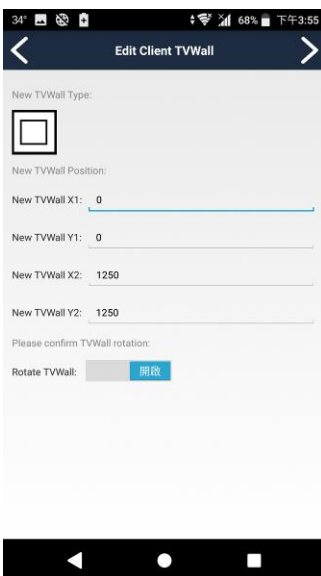 34° 68% 下午3:55
Edit Client TVWall
New TVWall Type:
New TVWall Position:
New TVWall X1: 0
New TVWall Y1: 0
New TVWall X2: 1250
New TVWall Y2: 1250
Please confirm TVWall rotation:
Rotate TVWall: 開啟